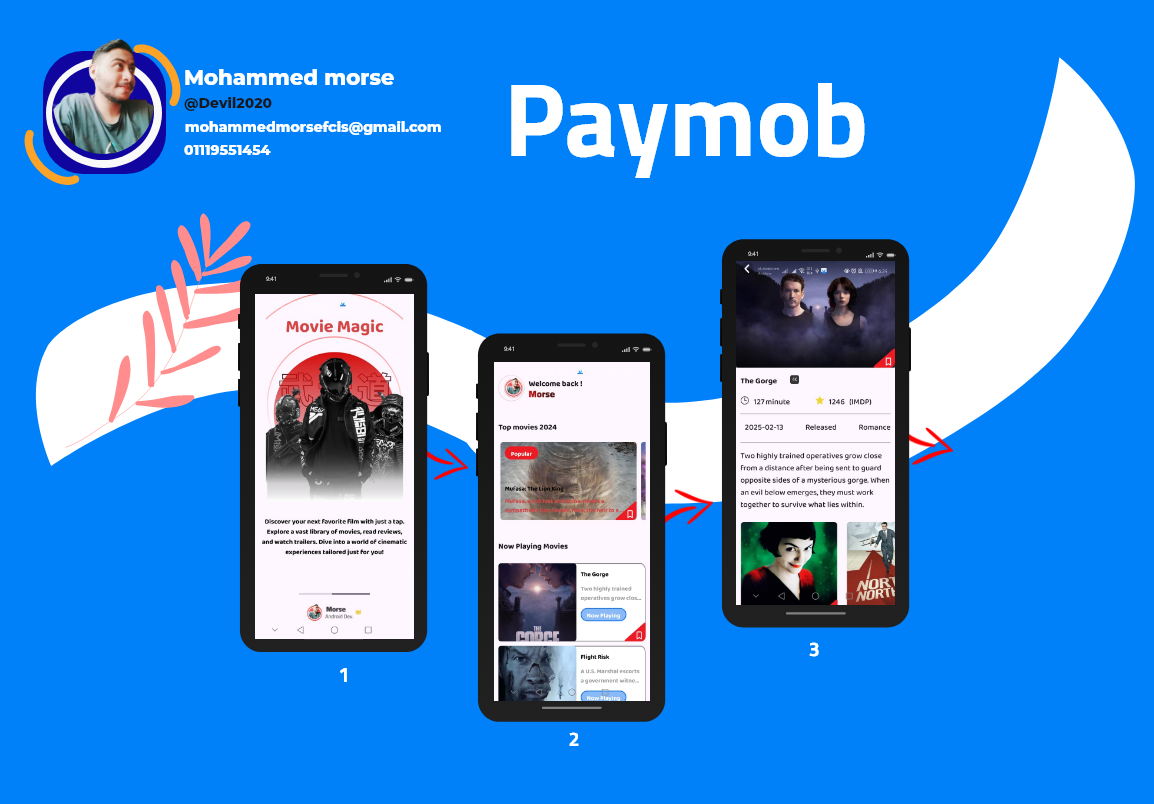 Mohammed morse
@Devil2020
mohammedmorsefcis@gmail.com
01119551454
Paymob
9:41
Movie Magic
武道
Discover your next favorite film with just a tap.
Explore a vast library of movies, read reviews,
and watch trailers. Dive into a world of cinematic
experiences tailored just for you!
Morse
Android Dev.
1
9:41
Welcome back !
Morse
Top movies 2024
Popular
Mufasa: The Lion King
Now Playing Movies
The Gorge
Two highly trained
operatives grow clos...
Now Playing
THE
GORGE
Flight Risk
A U.S. Marshal escorts
a government witne...
Now Playing
2
9:41
The Gorge
127 minute
1246 (IMDP)
2025-02-13 Released Romance
Two highly trained operatives grow close
from a distance after being sent to guard
opposite sides of a mysterious gorge. When
an evil below emerges, they must work
together to survive what lies within.
NORT
NORTH
3